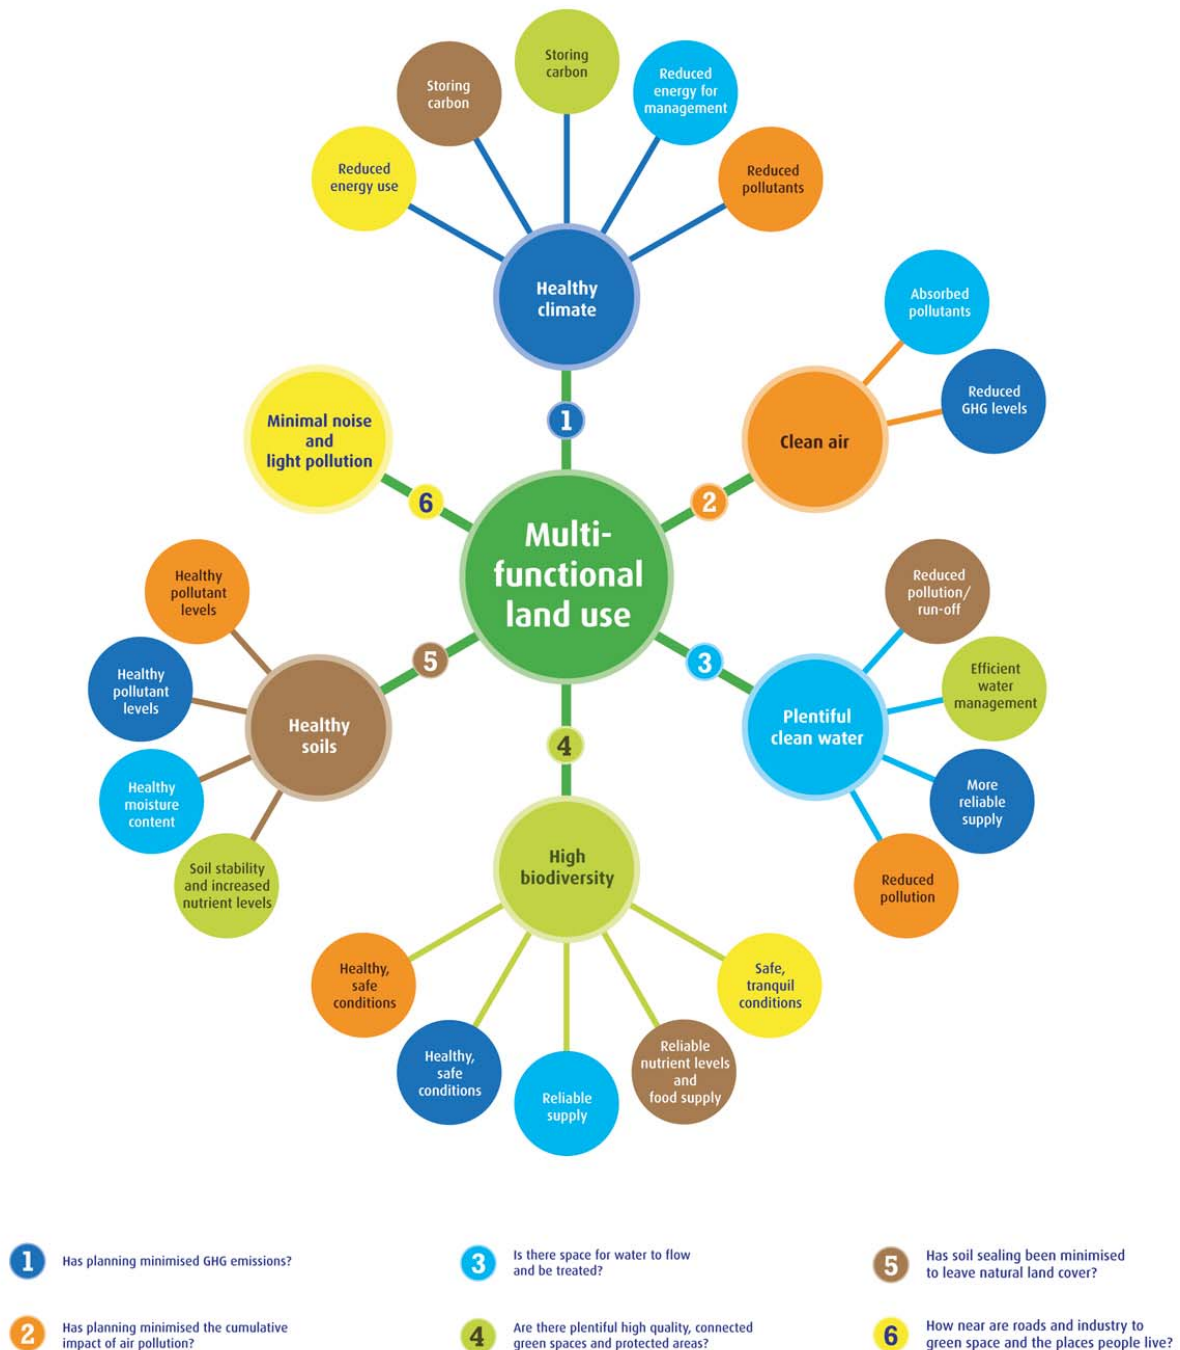 Storing
carbon
Storing
carbon
Reduced
energy for
management
Reduced
energy use
Reduced
pollutants
Healthy
climate
Absorbed
pollutants
Reduced
GHG levels
Clean air
Minimal noise
and
light pollution
1
2
6
Multi-
functional
land use
Healthy
pollutant
levels
Healthy
pollutant
levels
Healthy
moisture
content
Soil stability
and increased
nutrient levels
Healthy
soils
5
3
4
Plentiful
clean water
Reduced
pollution/
run-off
Efficient
water
management
More
reliable
supply
Reduced
pollution
High
biodiversity
Healthy,
safe
conditions
Healthy,
safe
conditions
Reliable
supply
Reliable
nutrient levels
and
food supply
Safe,
tranquil
conditions
1 Has planning minimised GHG emissions?
2 Has planning minimised the cumulative
impact of air pollution?
3 Is there space for water to flow
and be treated?
4 Are there plentiful high quality, connected
green spaces and protected areas?
5 Has soil sealing been minimised
to leave natural land cover?
6 How near are roads and industry to
green space and the places people live?